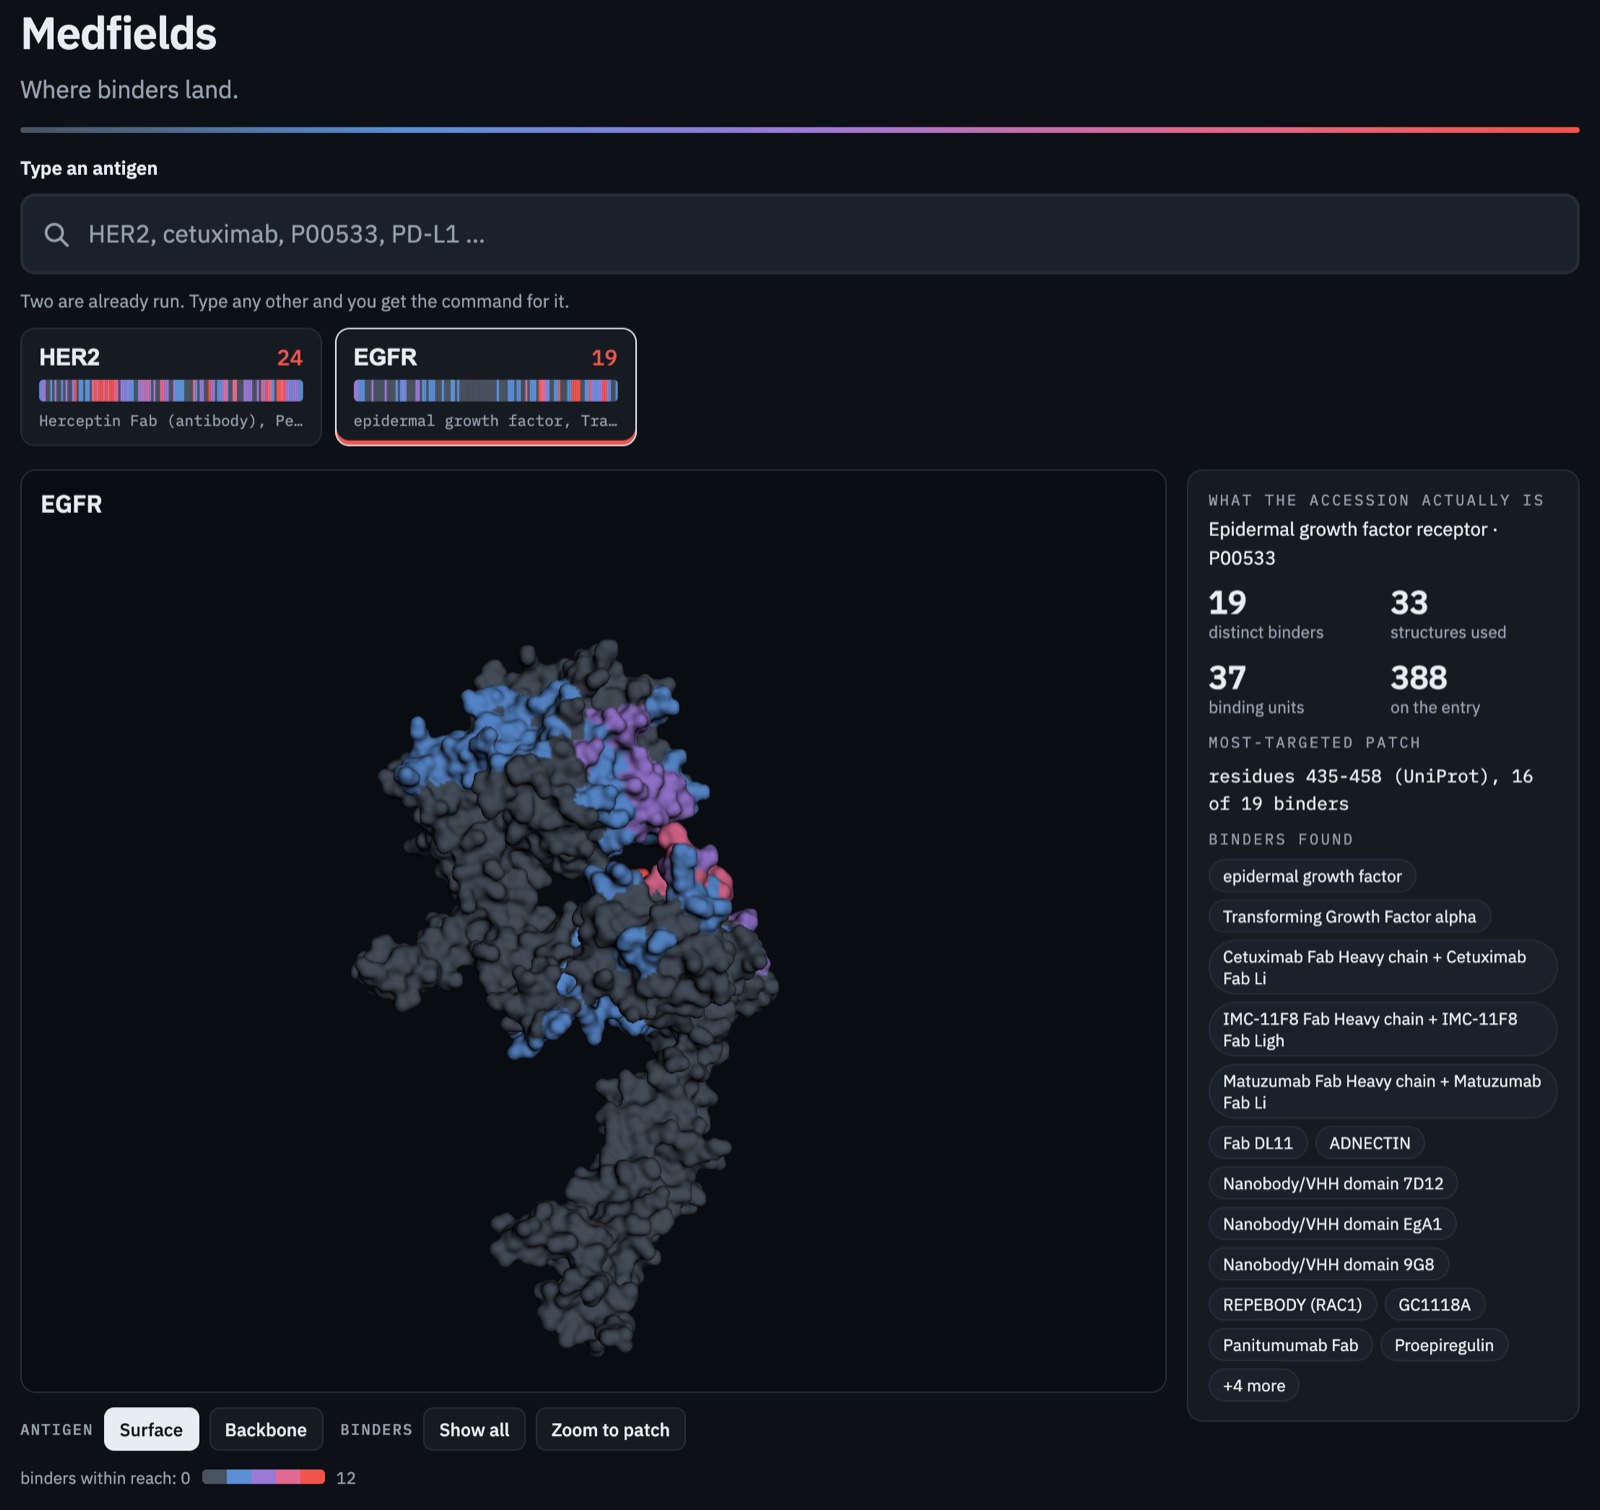 Medfields
Where binders land.
Type an antigen
HER2, cetuximab, P00533, PD-L1 ...
Two are already run. Type any other and you get the command for it.
HER2 24
Herceptin Fab (antibody), Pe…
EGFR 19
epidermal growth factor, Tra…
EGFR
WHAT THE ACCESSION ACTUALLY IS
Epidermal growth factor receptor ·
P00533
19 33
distinct binders structures used
37 388
binding units on the entry
MOST-TARGETED PATCH
residues 435-458 (UniProt), 16
of 19 binders
BINDERS FOUND
epidermal growth factor
Transforming Growth Factor alpha
Cetuximab Fab Heavy chain + Cetuximab
Fab Li
IMC-11F8 Fab Heavy chain + IMC-11F8
Fab Ligh
Matuzumab Fab Heavy chain + Matuzumab
Fab Li
Fab DL11 ADNECTIN
Nanobody/VHH domain 7D12
Nanobody/VHH domain EgA1
Nanobody/VHH domain 9G8
REPEBODY (RAC1) GC1118A
Panitumumab Fab Proepiregulin
+4 more
ANTIGEN Surface Backbone BINDERS Show all Zoom to patch
binders within reach: 0 12